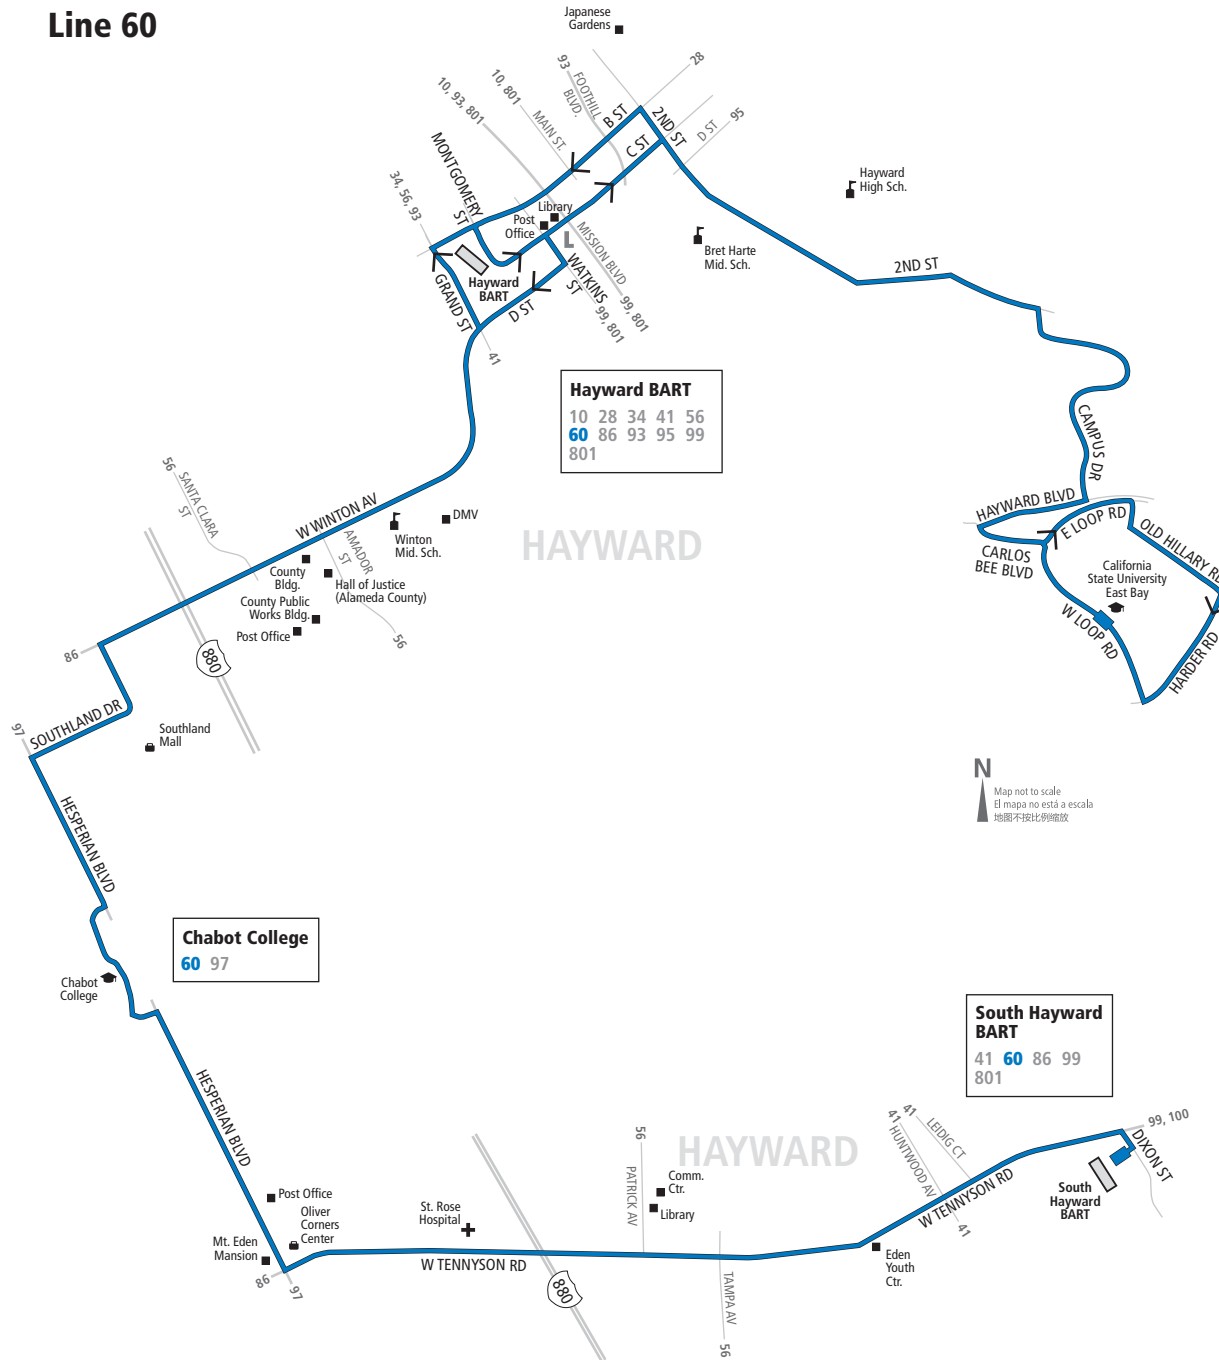 Line 60
Japanese
Gardens
28
93
FOOTHILL
BLVD.
10, 801
MAIN ST.
10, 93, 801
B ST
2ND ST
C ST
D ST
95
MONTGOMERY
ST
34, 56, 93
Library
Post
Office
L
MISSION BLVD
99, 801
WATKINS
ST
99, 801
Hayward
BART
GRAND ST
D ST
41
Hayward
High Sch.
Bret Harte
Mid. Sch.
2ND ST
Hayward BART
10 28 34 41 56
60 86 93 95 99
801
CAMPUS DR
HAYWARD BLVD
E LOOP RD
OLD HILLARY RD
CARLOS
BEE BLVD
California
State University
East Bay
W LOOP RD
HARDER RD
56
SANTA CLARA
ST
W WINTON AV
DMV
Winton
Mid. Sch.
AMADOR
ST
HAYWARD
County
Bldg.
Hall of Justice
(Alameda County)
County Public
Works Bldg.
Post Office
56
86
880
SOUTHLAND DR
97
Southland
Mall
N
Map not to scale
El mapa no está a escala
地图不按比例缩放
HESPERIAN BLVD
Chabot College
60 97
Chabot
College
South Hayward
BART
41 60 86 99
801
HESPERIAN BLVD
Post Office
Oliver
Corners
Center
Mt. Eden
Mansion
86
97
St. Rose
Hospital
W TENNYSON RD
880
56
PATRICK AV
HAYWARD
Comm.
Ctr.
Library
TAMPA AV
56
41
HUNTWOOD AV
41
LEIDIG CT
W TENNYSON RD
41
Eden
Youth
Ctr.
99, 100
DIXON ST
South
Hayward
BART